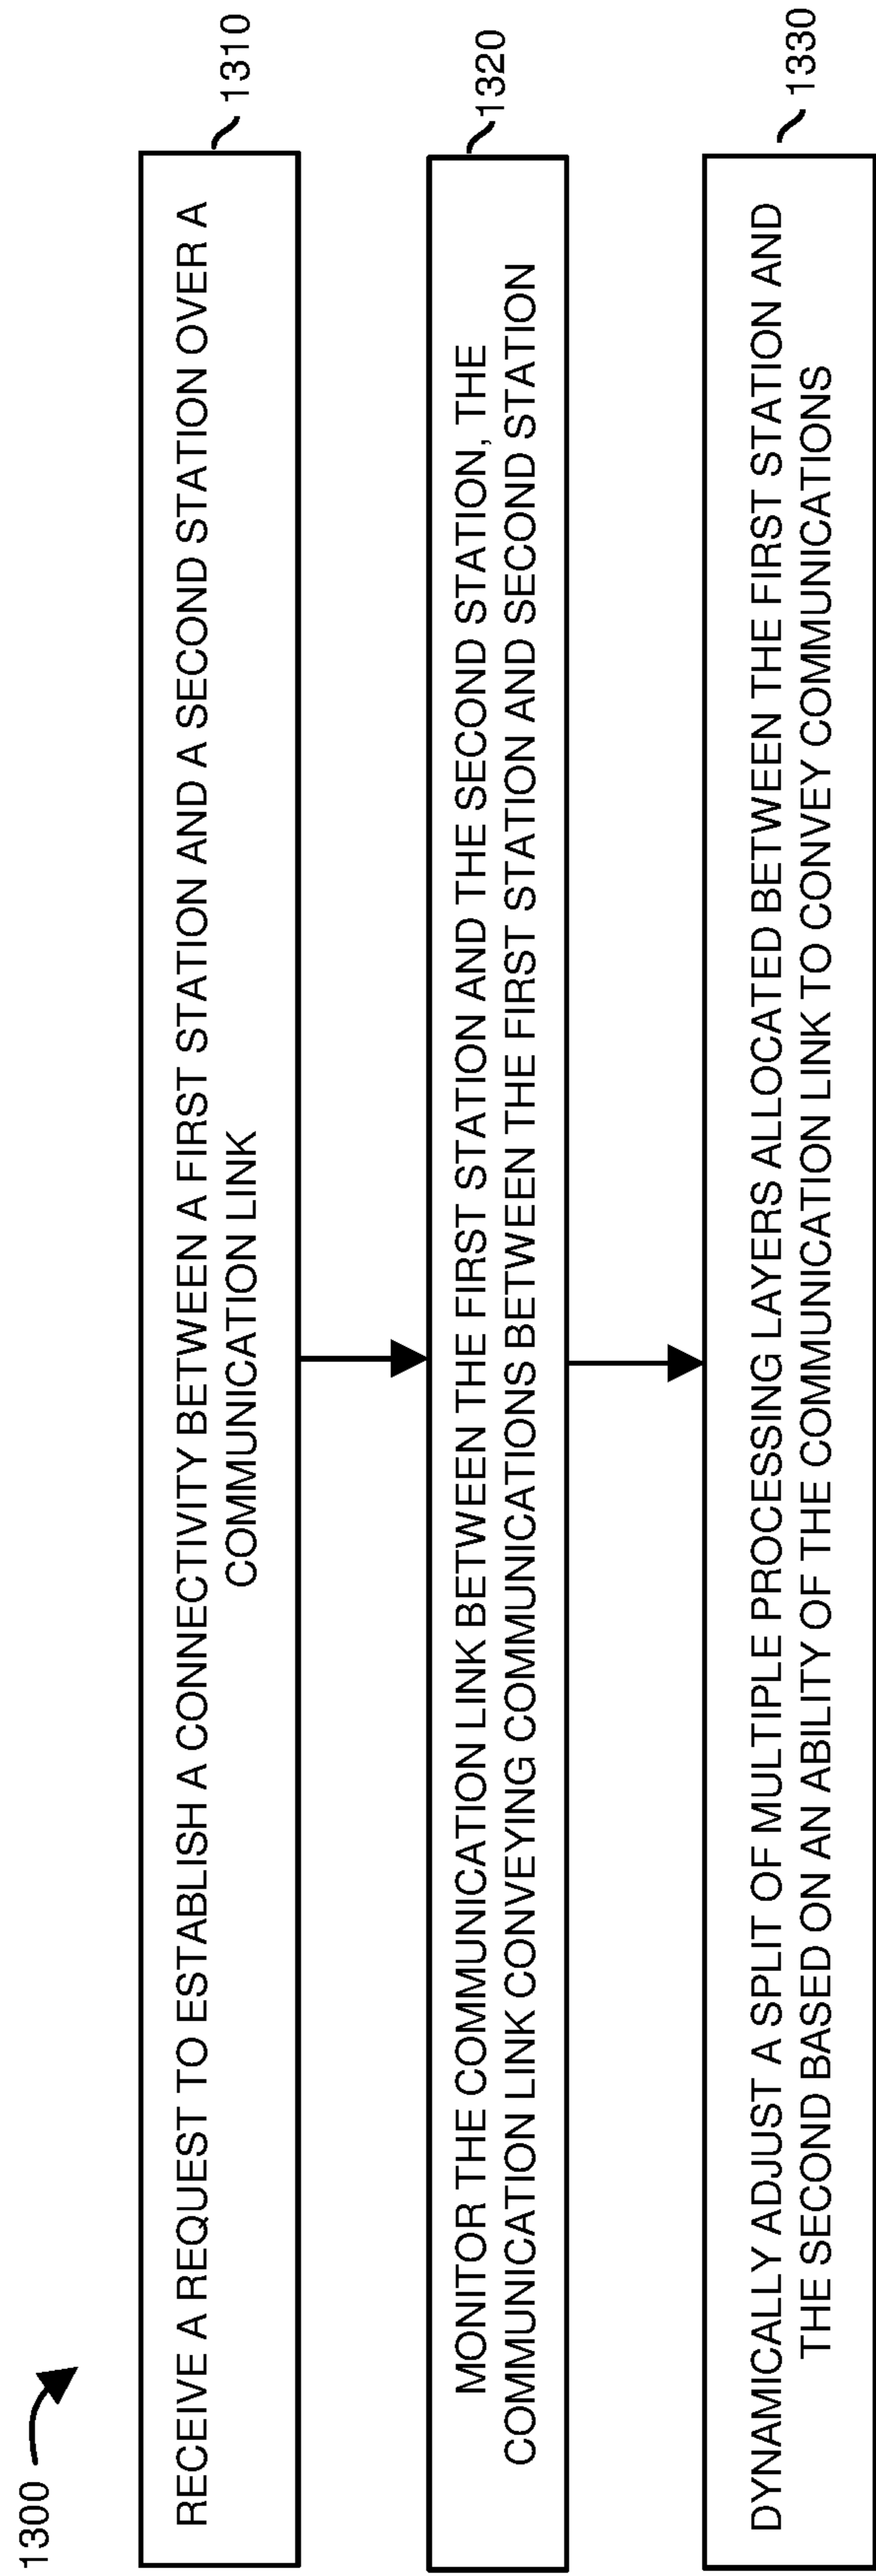 1300
RECEIVE A REQUEST TO ESTABLISH A CONNECTIVITY BETWEEN A FIRST STATION AND A SECOND STATION OVER A
COMMUNICATION LINK
1310
MONITOR THE COMMUNICATION LINK BETWEEN THE FIRST STATION AND THE SECOND STATION, THE
COMMUNICATION LINK CONVEYING COMMUNICATIONS BETWEEN THE FIRST STATION AND SECOND STATION
1320
DYNAMICALLY ADJUST A SPLIT OF MULTIPLE PROCESSING LAYERS ALLOCATED BETWEEN THE FIRST STATION AND
THE SECOND BASED ON AN ABILITY OF THE COMMUNICATION LINK TO CONVEY COMMUNICATIONS
1330